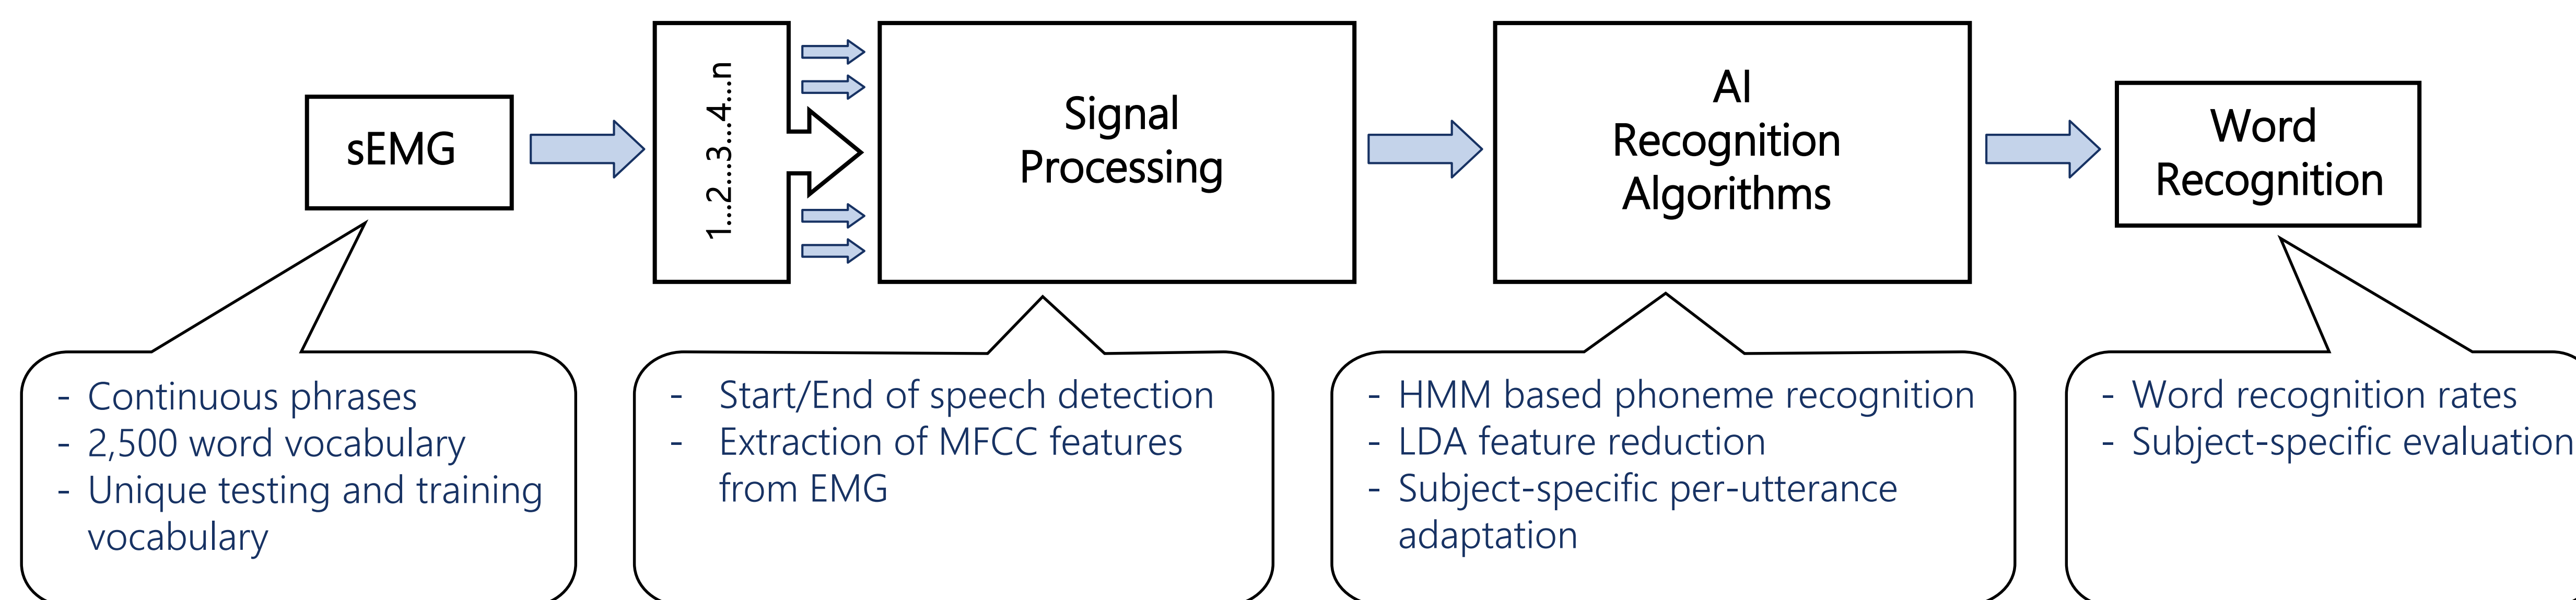 sEMG
1...2...3...4...n
Signal
Processing
AI
Recognition
Algorithms
Word
Recognition
- Continuous phrases
- 2,500 word vocabulary
- Unique testing and training
vocabulary
- Start/End of speech detection
- Extraction of MFCC features
from EMG
- HMM based phoneme recognition
- LDA feature reduction
- Subject-specific per-utterance
adaptation
- Word recognition rates
- Subject-specific evaluation